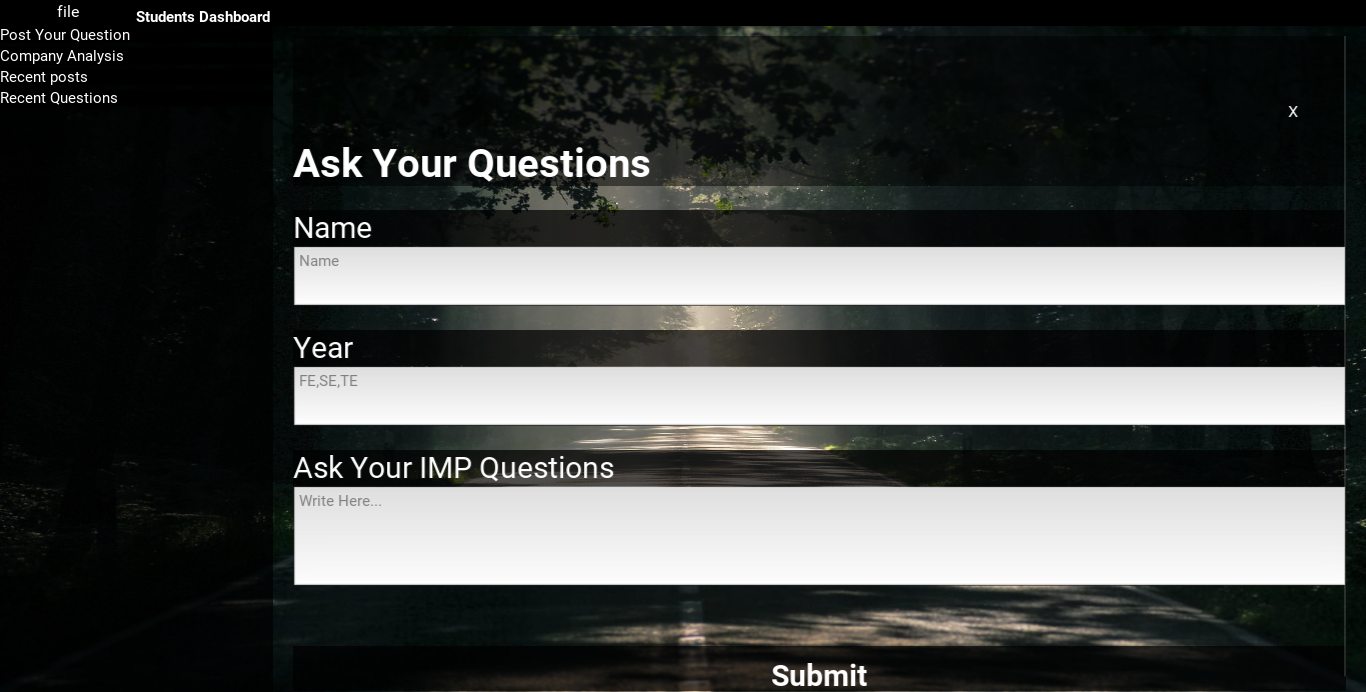 file
Students Dashboard
Post Your Question
Company Analysis
Recent posts
Recent Questions
x
Ask Your Questions
Name
Name
Year
FE,SE,TE
Ask Your IMP Questions
Write Here...
Submit